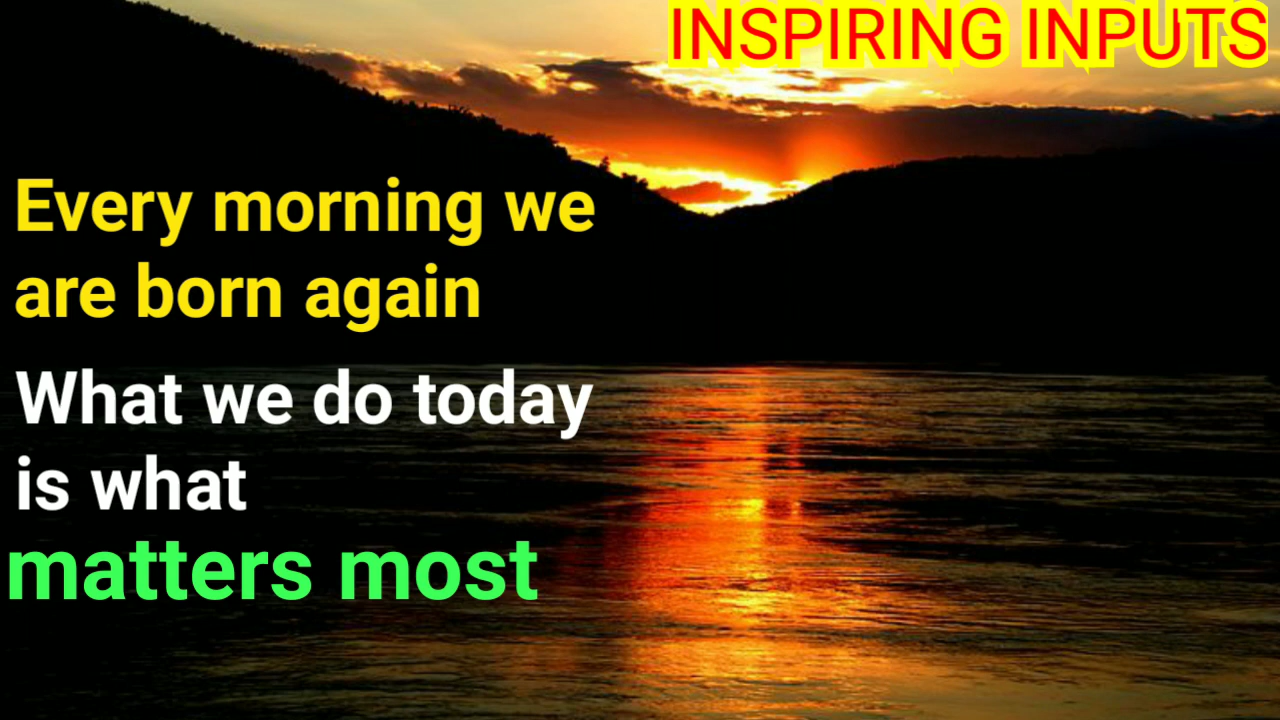 INSPIRING INPUTS
Every morning we
are born again
What we do today
is what
matters most